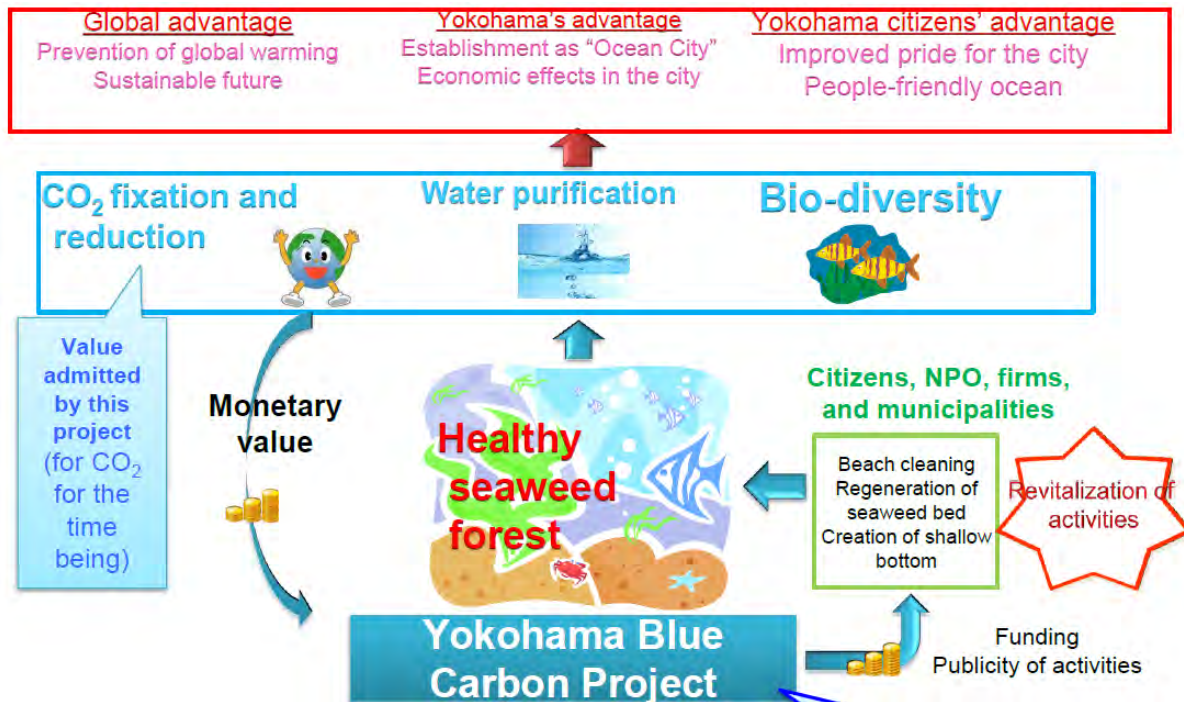 Global advantage
Prevention of global warming
Sustainable future
Yokohama's advantage
Establishment as "Ocean City"
Economic effects in the city
Yokohama citizens' advantage
Improved pride for the city
People-friendly ocean
CO2 fixation and
reduction
Water purification
Bio-diversity
Value
admitted
by this
project
(for CO2
for the
time
being)
Monetary
value
Healthy
seaweed
forest
Citizens, NPO, firms,
and municipalities
Beach cleaning
Regeneration of
seaweed bed
Creation of shallow
bottom
Revitalization of
activities
Yokohama Blue
Carbon Project
Funding
Publicity of activities